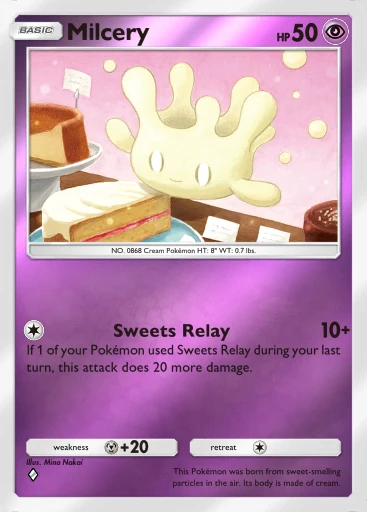 BASIC Milcery HP 50
NO. 0868 Cream Pokémon HT: 8" WT: 0.7 lbs.
Sweets Relay 10+
If 1 of your Pokémon used Sweets Relay during your last
turn, this attack does 20 more damage.
weakness +20 retreat
Illus. Mina Nakai
This Pokémon was born from sweet-smelling
particles in the air. Its body is made of cream.